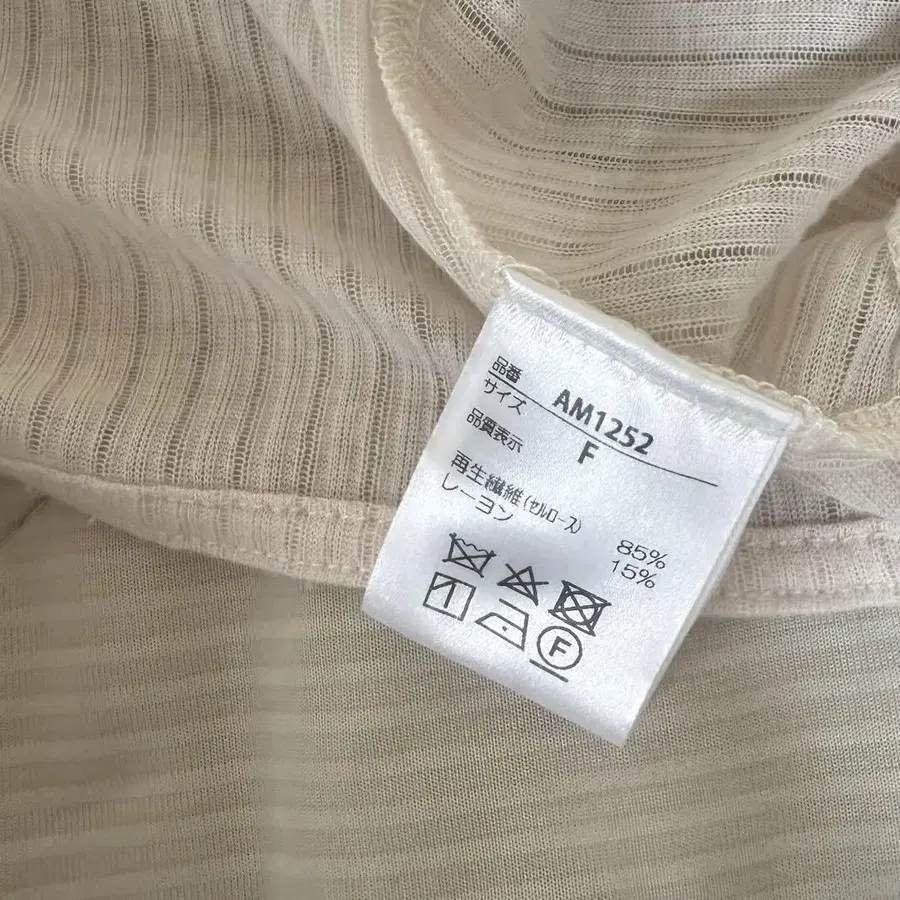 品番 AM1252
サイズ F
品質表示
再生繊維(セルロース) 85%
レーヨン 15%
F